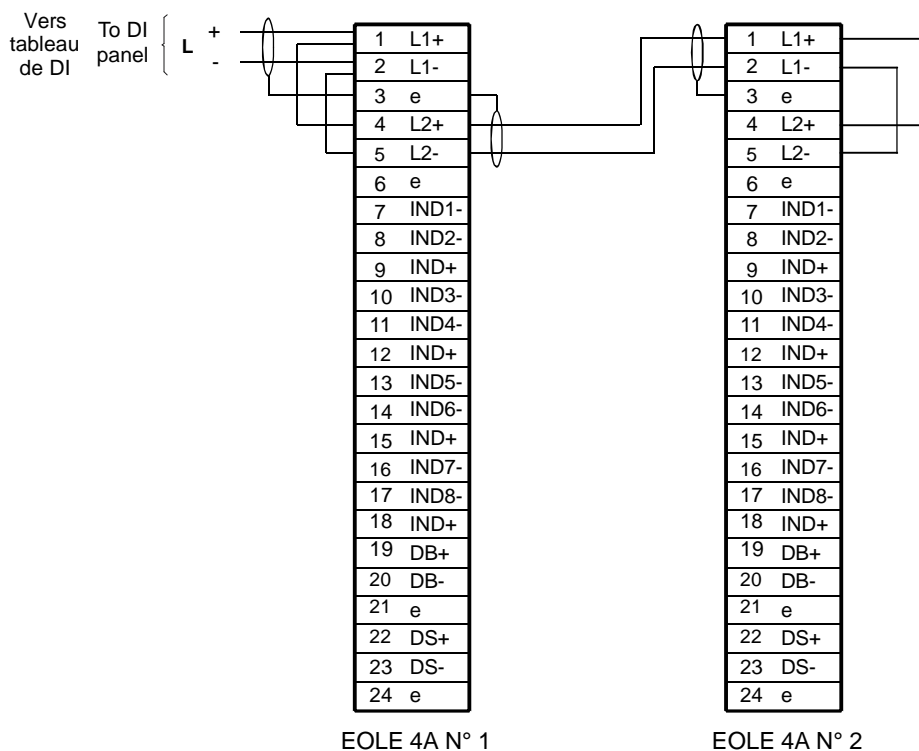 Vers
tableau
de DI
To DI
panel
L
+
-
1 L1+
2 L1-
3 e
4 L2+
5 L2-
6 e
7 IND1-
8 IND2-
9 IND+
10 IND3-
11 IND4-
12 IND+
13 IND5-
14 IND6-
15 IND+
16 IND7-
17 IND8-
18 IND+
19 DB+
20 DB-
21 e
22 DS+
23 DS-
24 e
EOLE 4A N° 1
1 L1+
2 L1-
3 e
4 L2+
5 L2-
6 e
7 IND1-
8 IND2-
9 IND+
10 IND3-
11 IND4-
12 IND+
13 IND5-
14 IND6-
15 IND+
16 IND7-
17 IND8-
18 IND+
19 DB+
20 DB-
21 e
22 DS+
23 DS-
24 e
EOLE 4A N° 2